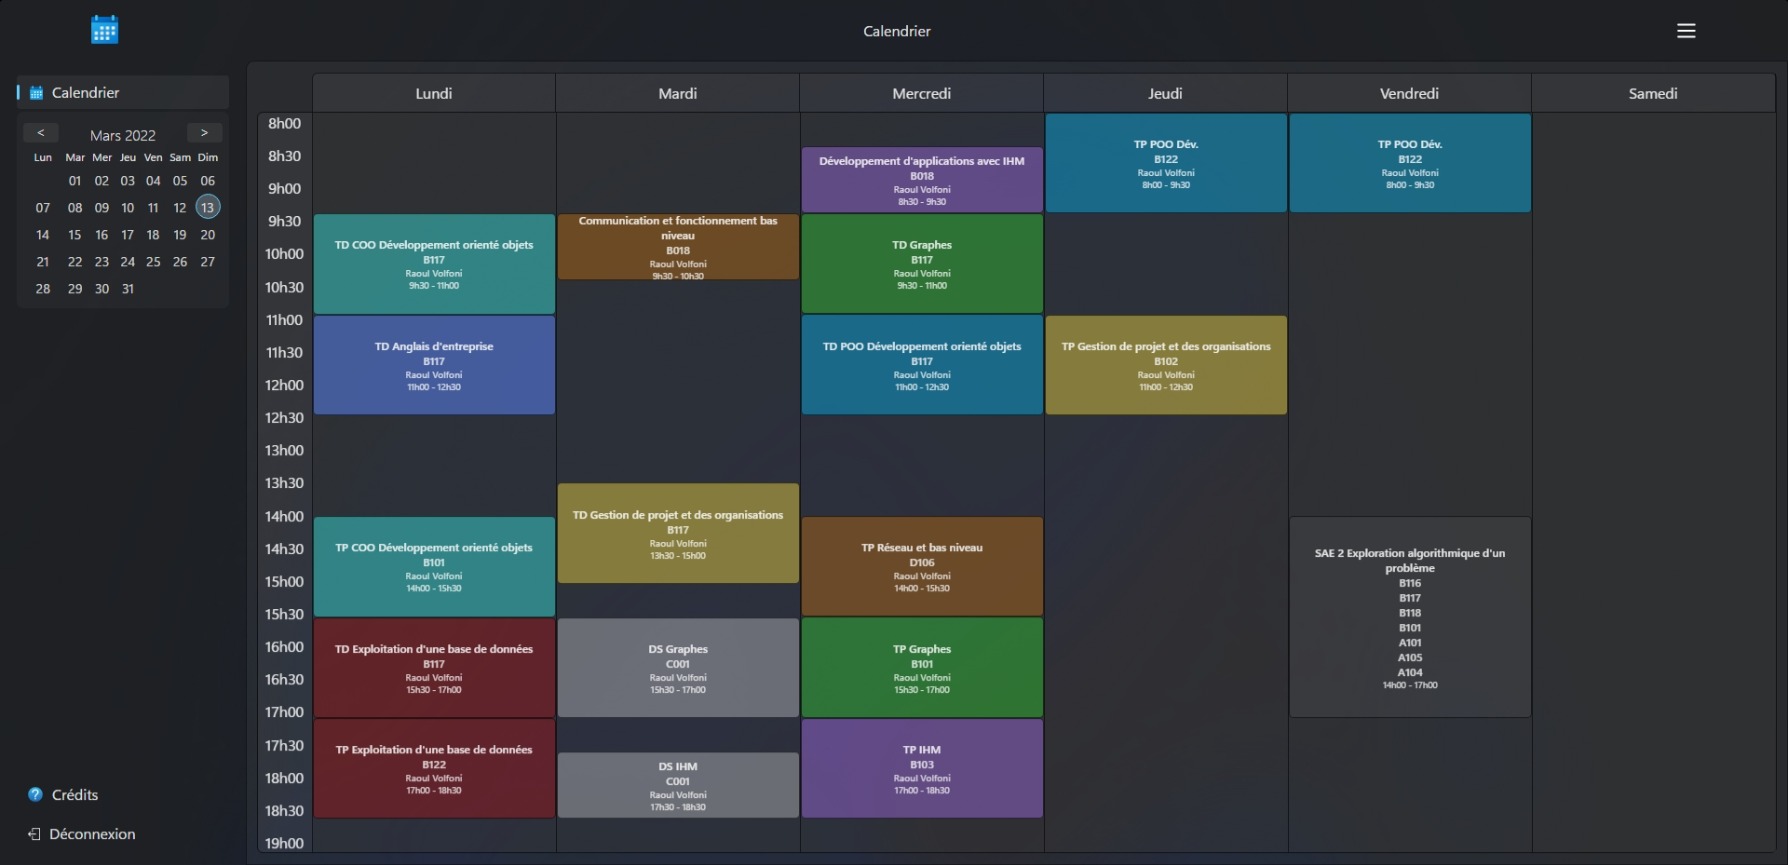 Calendrier
Calendrier
< Mars 2022 >
Lun Mar Mer Jeu Ven Sam Dim
01 02 03 04 05 06
07 08 09 10 11 12 13
14 15 16 17 18 19 20
21 22 23 24 25 26 27
28 29 30 31
Crédits
Déconnexion
Lundi Mardi Mercredi Jeudi Vendredi Samedi
8h00
8h30
9h00
9h30
10h00
10h30
11h00
11h30
12h00
12h30
13h00
13h30
14h00
14h30
15h00
15h30
16h00
16h30
17h00
17h30
18h00
18h30
19h00
TD COO Développement orienté objets
B117
Raoul Volfoni
9h30 - 11h00
TD Anglais d'entreprise
B117
Raoul Volfoni
11h00 - 12h30
TP COO Développement orienté objets
B101
Raoul Volfoni
14h00 - 15h30
TD Exploitation d'une base de données
B117
Raoul Volfoni
15h30 - 17h00
TP Exploitation d'une base de données
B122
Raoul Volfoni
17h00 - 18h30
Communication et fonctionnement bas
niveau
B018
Raoul Volfoni
9h30 - 10h30
TD Gestion de projet et des organisations
B117
Raoul Volfoni
13h30 - 15h00
DS Graphes
C001
Raoul Volfoni
15h30 - 17h00
DS IHM
C001
Raoul Volfoni
17h30 - 18h30
Développement d'applications avec IHM
B018
Raoul Volfoni
8h30 - 9h30
TD Graphes
B117
Raoul Volfoni
9h30 - 11h00
TD POO Développement orienté objets
B117
Raoul Volfoni
11h00 - 12h30
TP Réseau et bas niveau
D106
Raoul Volfoni
14h00 - 15h30
TP Graphes
B101
Raoul Volfoni
15h30 - 17h00
TP IHM
B103
Raoul Volfoni
17h00 - 18h30
TP POO Dév.
B122
Raoul Volfoni
8h00 - 9h30
TP Gestion de projet et des organisations
B102
Raoul Volfoni
11h00 - 12h30
TP POO Dév.
B122
Raoul Volfoni
8h00 - 9h30
SAE 2 Exploration algorithmique d'un
problème
B116
B117
B118
B101
A101
A105
A104
14h00 - 17h00